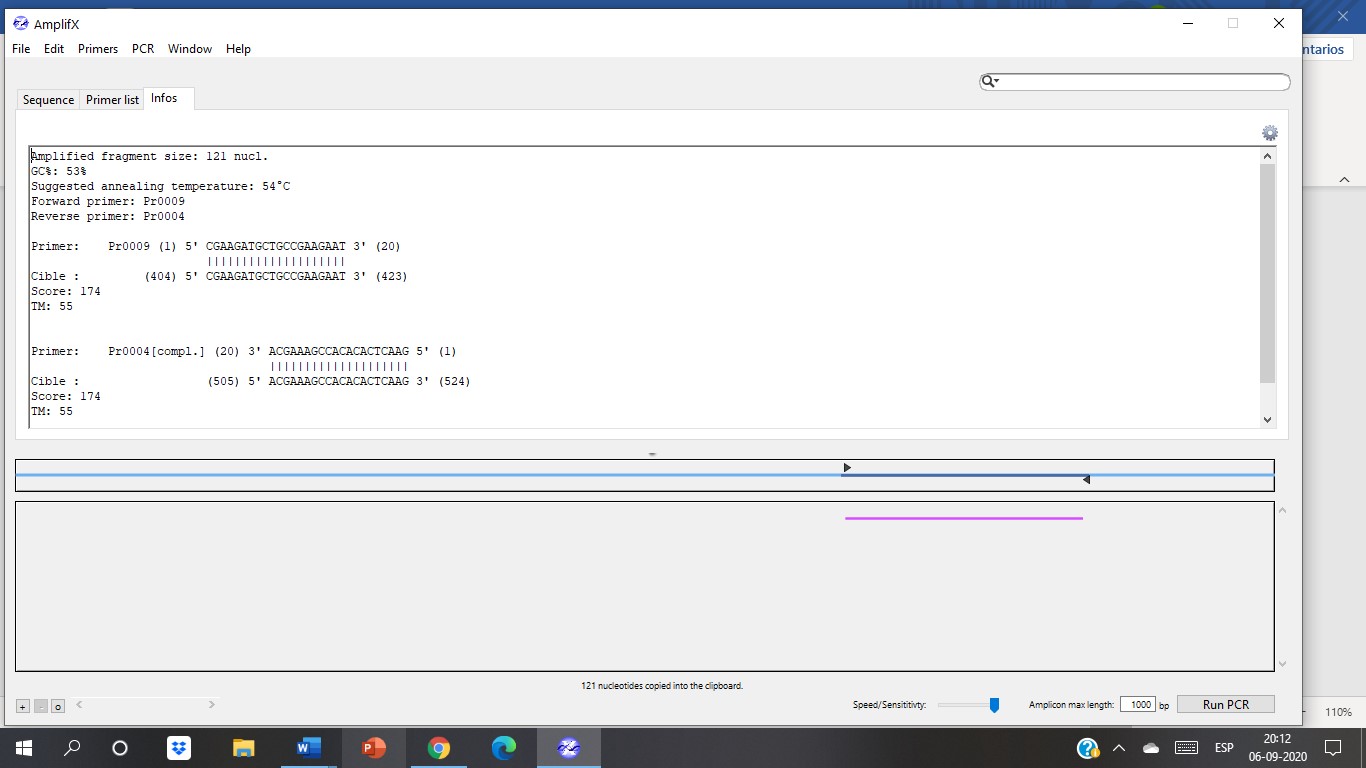 AmplifX
File Edit Primers PCR Window Help
ntarios
Sequence Primer list Infos
Amplified fragment size: 121 nucl.
GC%: 53%
Suggested annealing temperature: 54°C
Forward primer: Pr0009
Reverse primer: Pr0004
Primer: Pr0009 (1) 5' CGAAGATGCTGCCGAAGAAT 3' (20)
||||||||||||||||||||
Cible : (404) 5' CGAAGATGCTGCCGAAGAAT 3' (423)
Score: 174
TM: 55
Primer: Pr0004[compl.] (20) 3' ACGAAAGCCACACACTCAAG 5' (1)
||||||||||||||||||||
Cible : (505) 5' ACGAAAGCCACACACTCAAG 3' (524)
Score: 174
TM: 55
121 nucleotides copied into the clipboard.
+ - o
Speed/Sensititivty: Amplicon max length: 1000 bp Run PCR
110%
ESP
20:12
06-09-2020